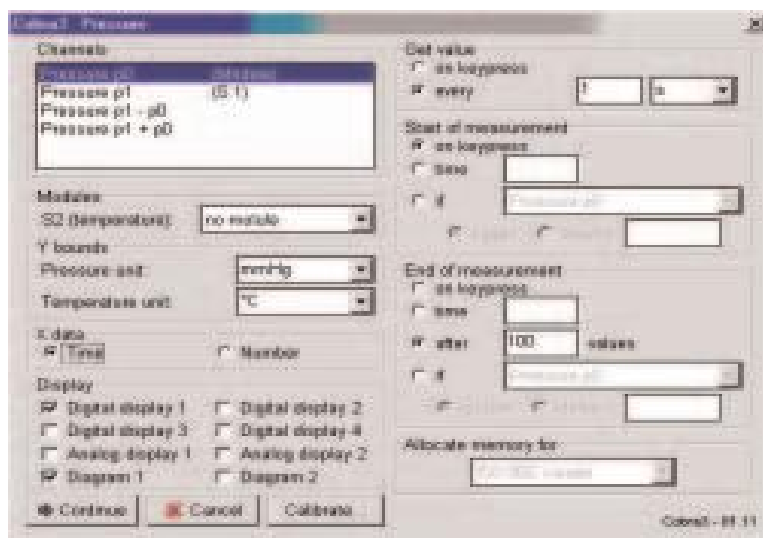 Cobra3 Pressure
Channels
Pressure p0 (Module)
Pressure p1 (S 1)
Pressure p1 - p0
Pressure p1 + p0
Modules
S2 (temperature): no module
Y bounds
Pressure unit: mmHg
Temperature unit: °C
X data
Time
Number
Display
Digital display 1
Digital display 2
Digital display 3
Digital display 4
Analog display 1
Analog display 2
Diagram 1
Diagram 2
Continue
Cancel
Calibrate
Get value
on keypress
every 1 s
Start of measurement
on keypress
time
if Pressure p0
End of measurement
on keypress
time
after 100 values
if Pressure p0
Allocate memory for
values
Cobra3 -